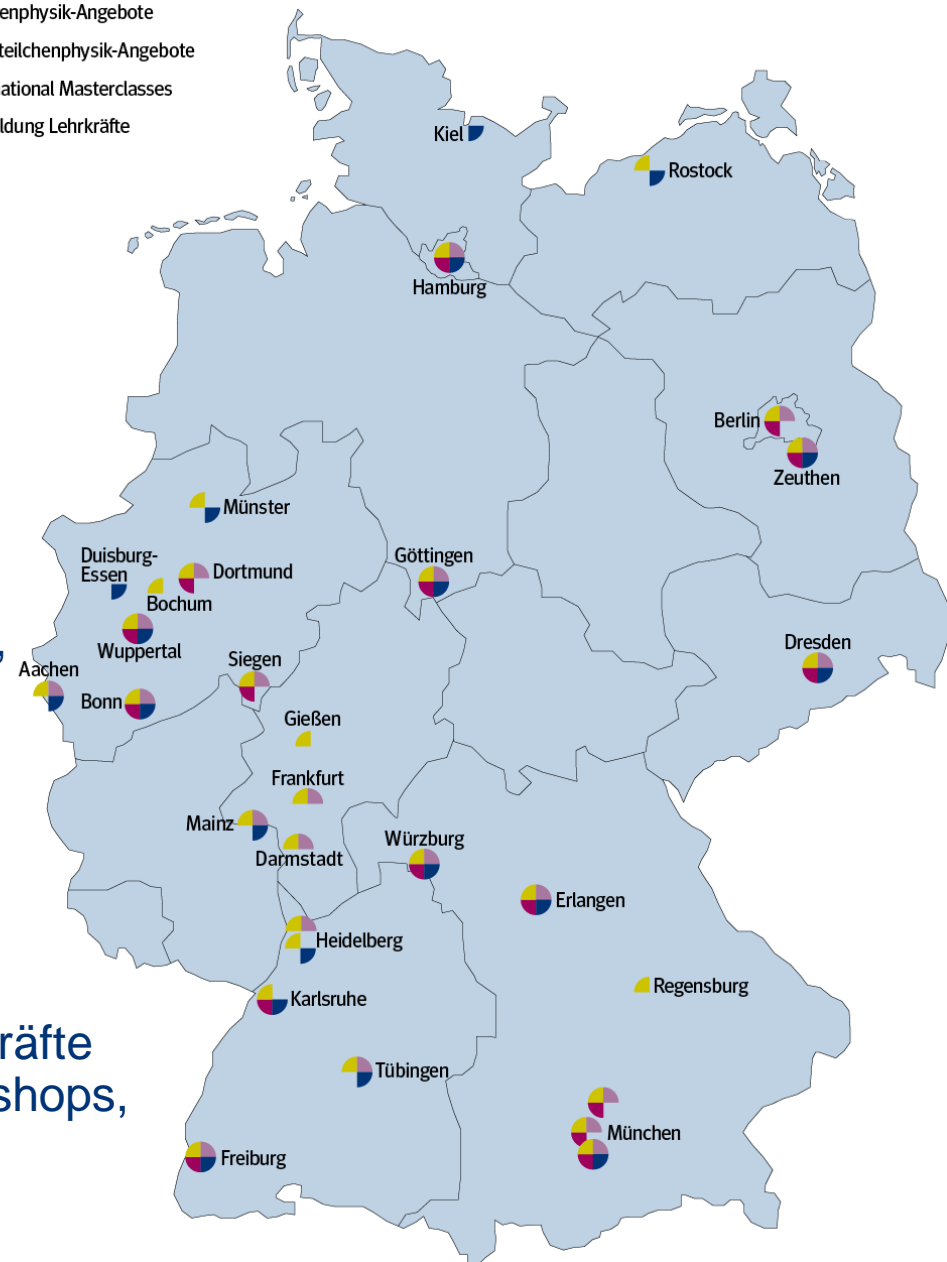 enphysik-Angebote
teilchenphysik-Angebote
ational Masterclasses
ldung Lehrkräfte
Kiel
Rostock
Hamburg
Berlin
Zeuthen
Münster
Duisburg-
Essen
Dortmund
Bochum
Göttingen
Wuppertal
,
Dresden
Siegen
Aachen
Bonn
Gießen
Frankfurt
Mainz
Darmstadt
Würzburg
Erlangen
Heidelberg
Regensburg
Karlsruhe
räfte
Tübingen
shops,
München
Freiburg